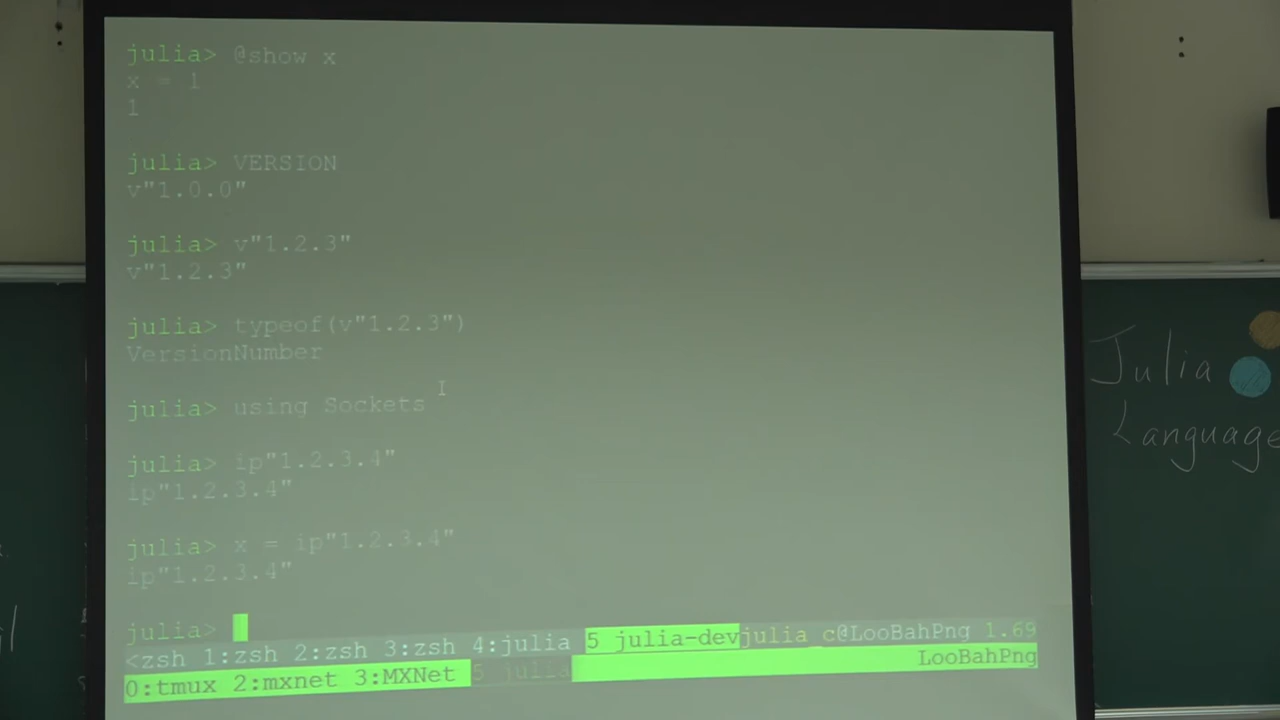 julia> @show x
x = 1
1
julia> VERSION
v"1.0.0"
julia> v"1.2.3"
v"1.2.3"
julia> typeof(v"1.2.3")
VersionNumber
julia> using Sockets
julia> ip"1.2.3.4"
ip"1.2.3.4"
julia> x = ip"1.2.3.4"
ip"1.2.3.4"
julia>
<zsh 1:zsh 2:zsh 3:zsh 4:julia 5 julia-dev julia c@LooBahPng 1.69
0:tmux 2:mxnet 3:MXNet 5 julia LooBahPng
Julia
Language